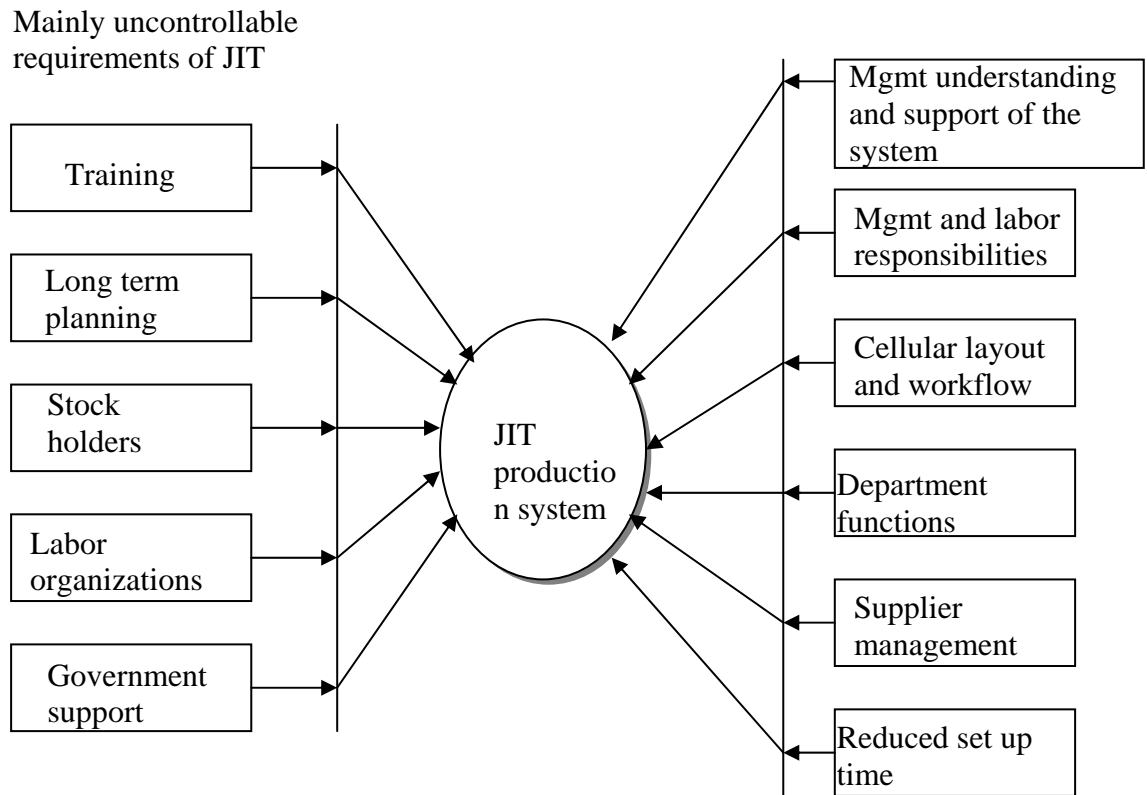 Mainly uncontrollable
requirements of JIT
Training
Long term
planning
Stock
holders
Labor
organizations
Government
support
JIT
productio
n system
Mgmt understanding
and support of the
system
Mgmt and labor
responsibilities
Cellular layout
and workflow
Department
functions
Supplier
management
Reduced set up
time